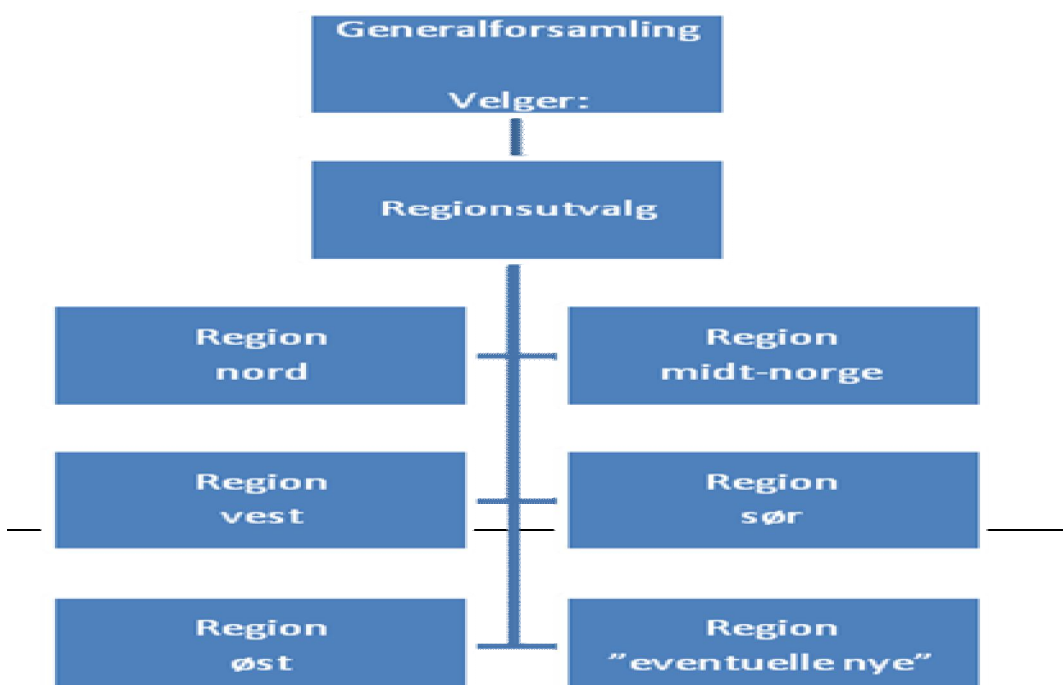 Generalforsamling
Velger:
Regionsutvalg
Region
nord
Region
midt-norge
Region
vest
Region
sør
Region
øst
Region
”eventuelle nye”